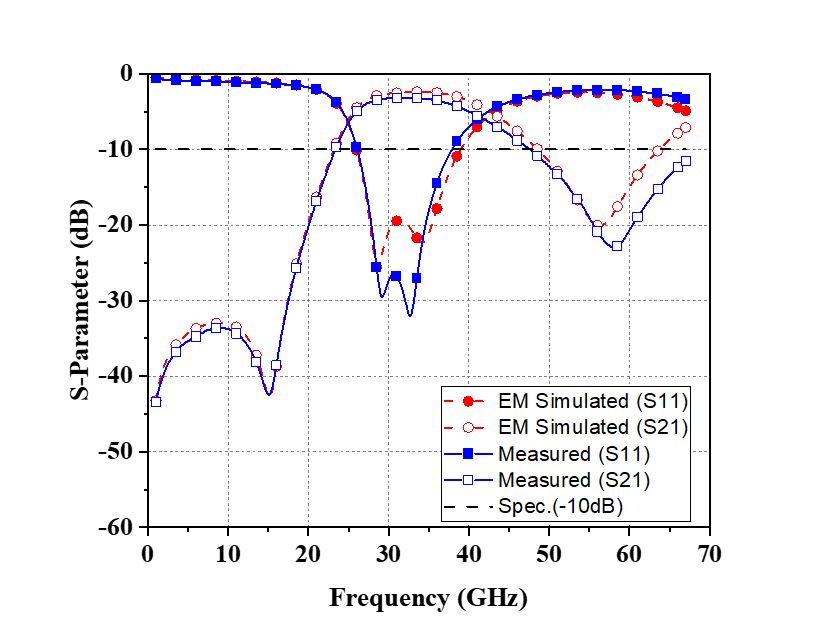 0
-10
-20
-30
-40
-50
-60
S-Parameter (dB)
EM Simulated (S11)
EM Simulated (S21)
Measured (S11)
Measured (S21)
Spec.(-10dB)
0 10 20 30 40 50 60 70
Frequency (GHz)